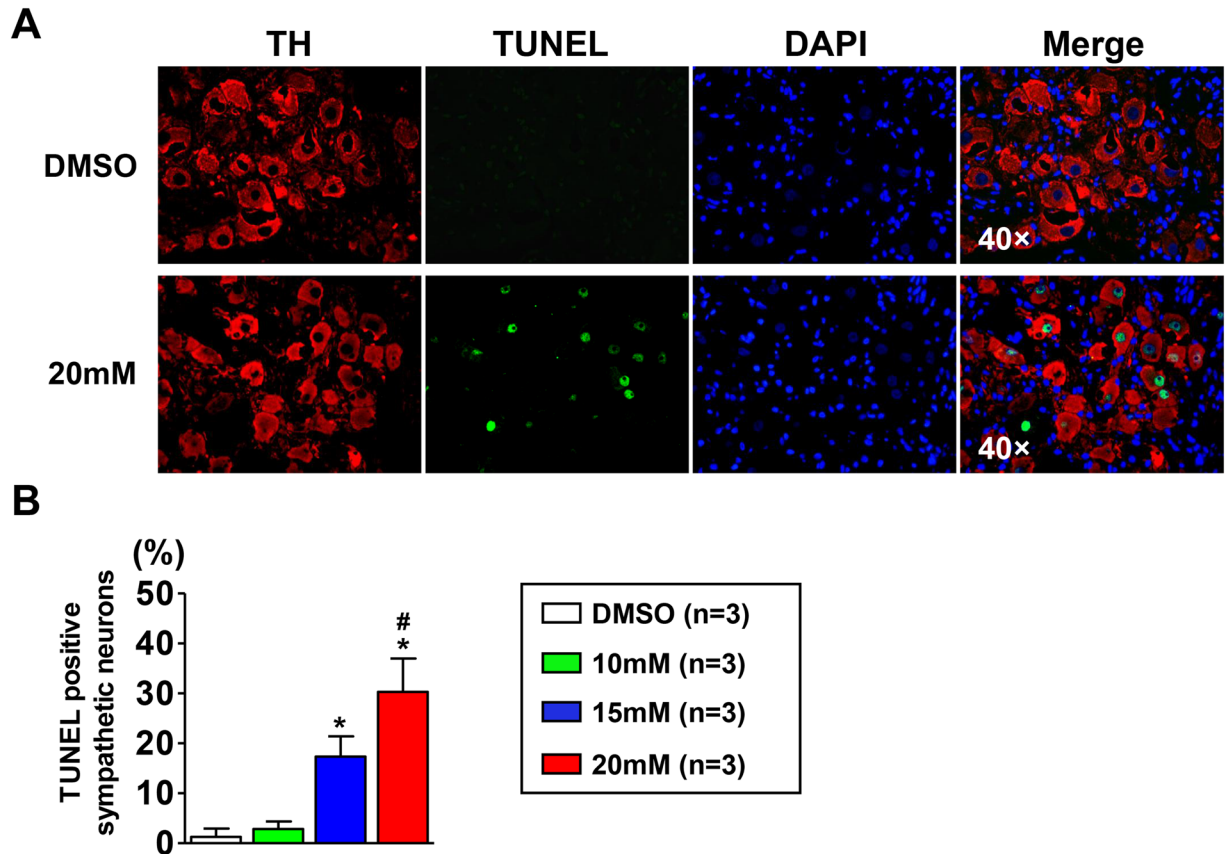 A
TH TUNEL DAPI Merge
DMSO
40×
20mM
40×
B
(%)
TUNEL positive
sympathetic neurons
50
40
30
20
10
0
*
#
*
DMSO (n=3)
10mM (n=3)
15mM (n=3)
20mM (n=3)